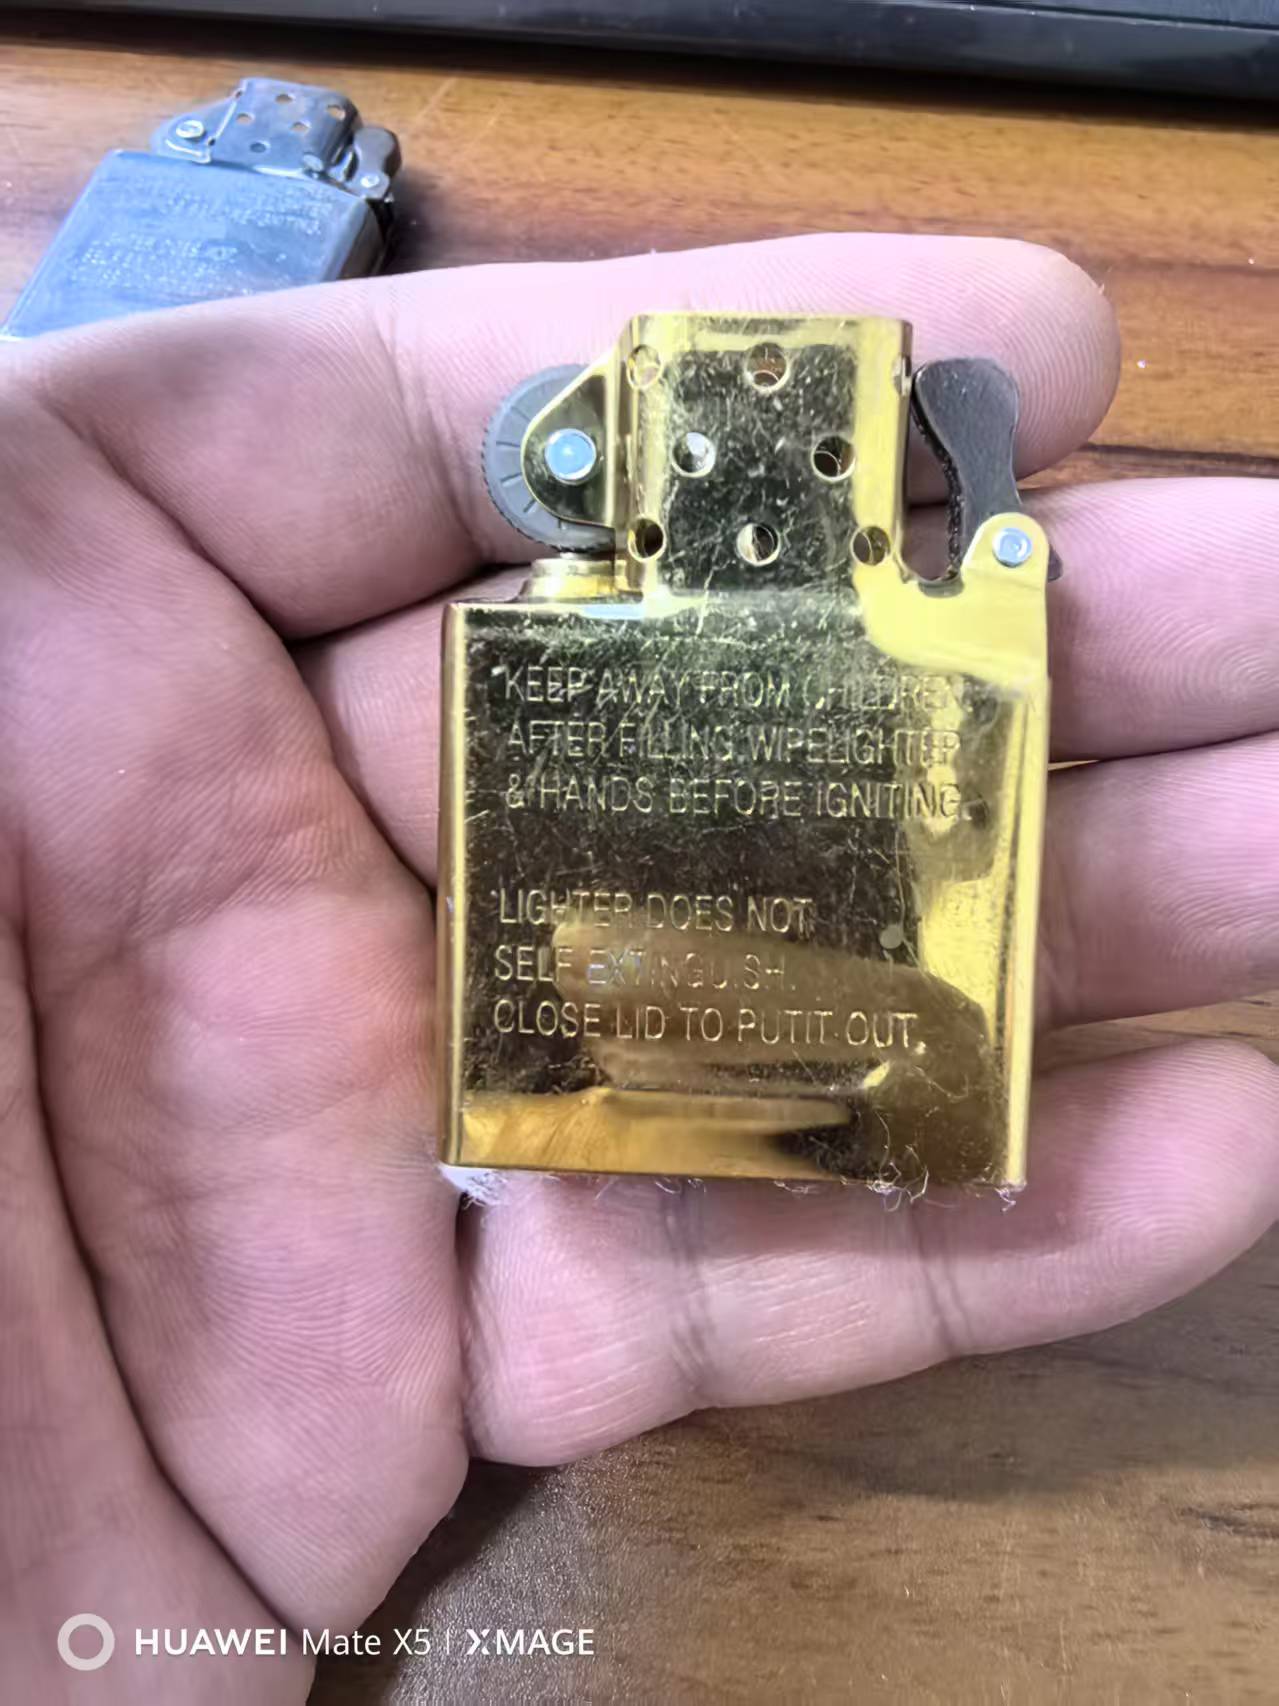 KEEP AWAY FROM CHILDREN
AFTER FILLING WIPELIGHTER
& HANDS BEFORE IGNITING.
LIGHTER DOES NOT
SELF EXTINGUISH.
CLOSE LID TO PUTIT OUT.
HUAWEI Mate X5 | XMAGE